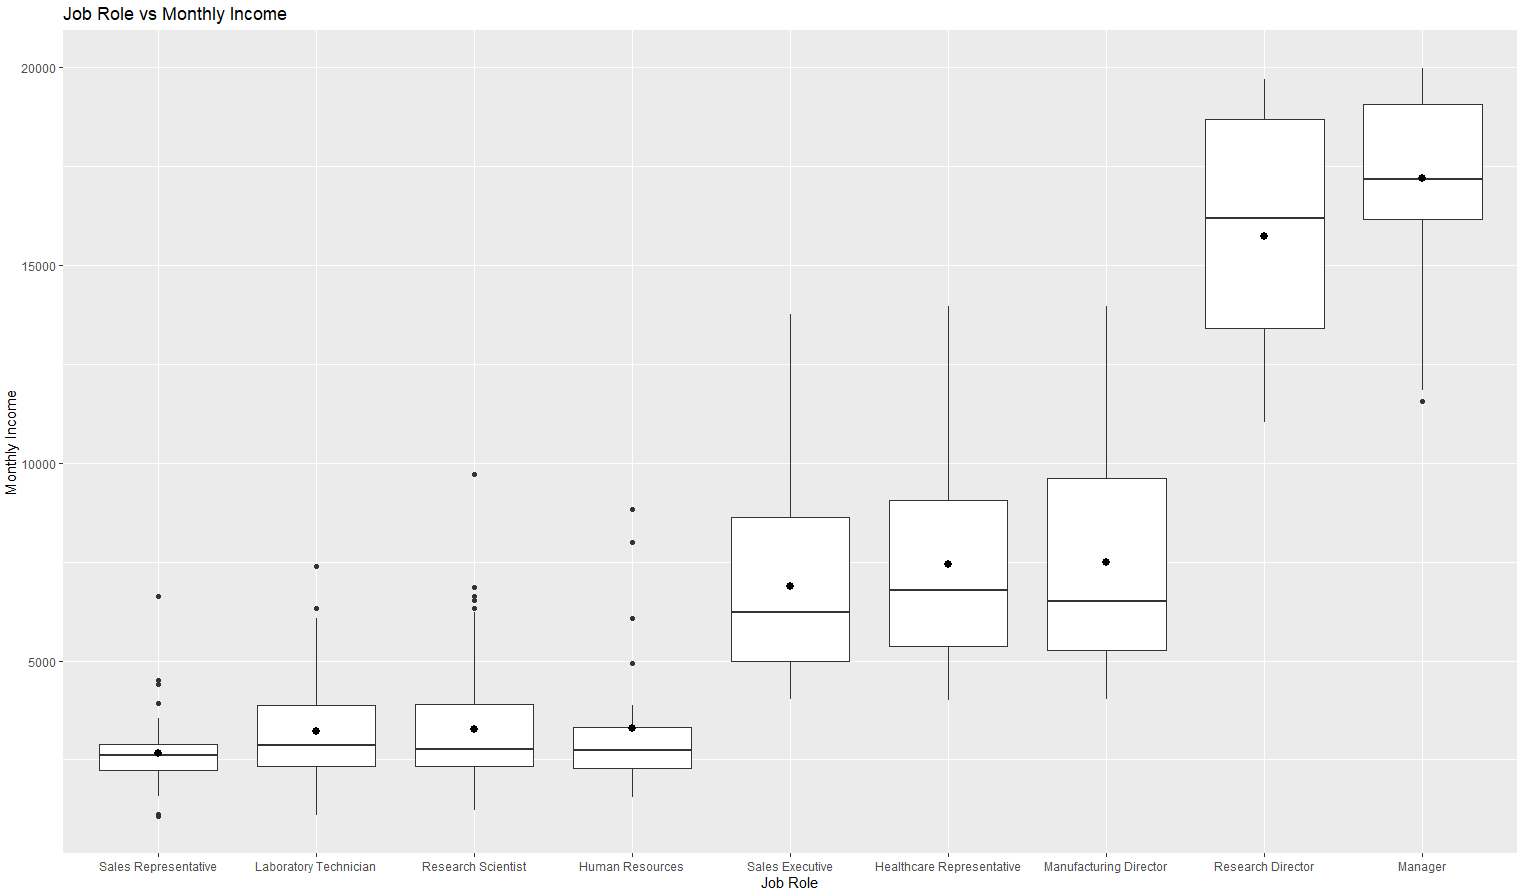 Job Role vs Monthly Income
Monthly Income
20000
15000
10000
5000
Sales Representative
Laboratory Technician
Research Scientist
Human Resources
Sales Executive
Healthcare Representative
Manufacturing Director
Research Director
Manager
Job Role